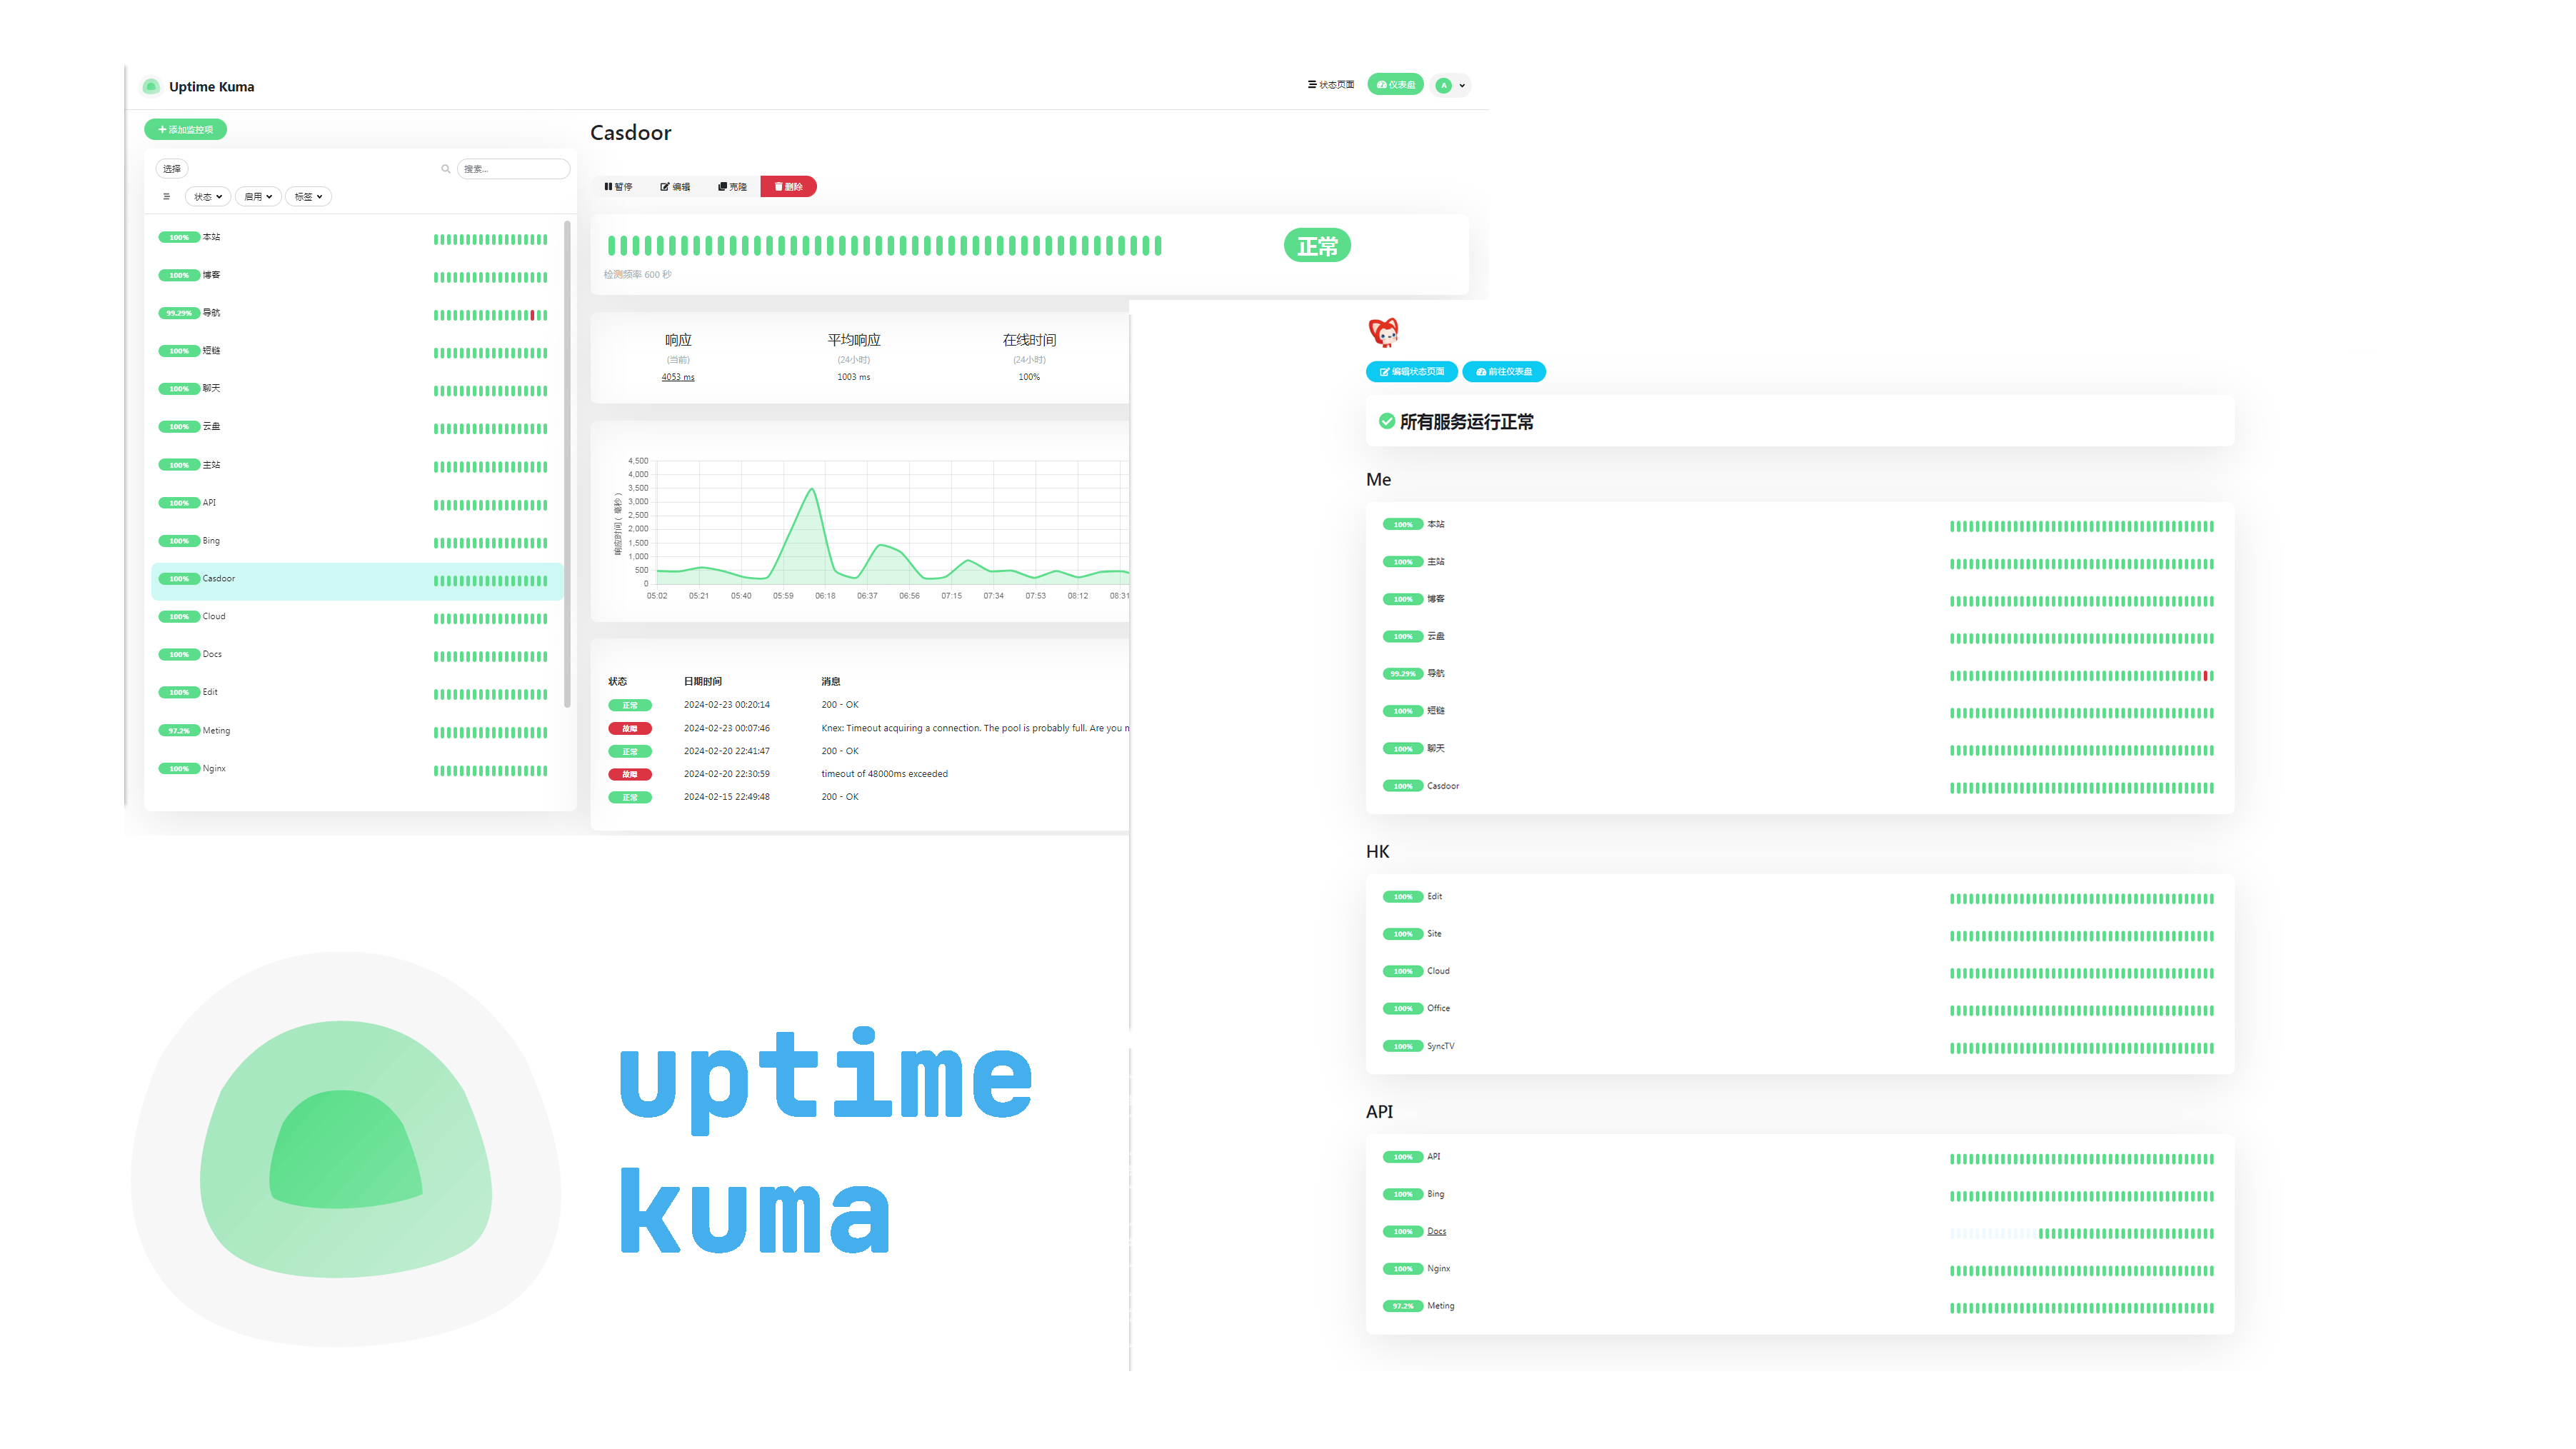 Uptime Kuma
状态页面
仪表盘
A
添加监控项
选择
搜索...
状态
启用
标签
100% 本站
100% 博客
99.29% 导航
100% 短链
100% 聊天
100% 云盘
100% 主站
100% API
100% Bing
100% Casdoor
100% Cloud
100% Docs
100% Edit
97.2% Meting
100% Nginx
Casdoor
暂停 编辑 克隆 删除
正常
检测频率 600 秒
响应 平均响应 在线时间
(当前) (24小时) (24小时)
4053 ms 1003 ms 100%
响应时间 ( 毫秒 )
4,500
4,000
3,500
3,000
2,500
2,000
1,500
1,000
500
0
05:02 05:21 05:40 05:59 06:18 06:37 06:56 07:15 07:34 07:53 08:12 08:31
状态 日期时间 消息
正常 2024-02-23 00:20:14 200 - OK
故障 2024-02-23 00:07:46 Knex: Timeout acquiring a connection. The pool is probably full. Are you
正常 2024-02-20 22:41:47 200 - OK
故障 2024-02-20 22:30:59 timeout of 48000ms exceeded
正常 2024-02-15 22:49:48 200 - OK
uptime
kuma
编辑状态页面 前往仪表盘
所有服务运行正常
Me
100% 本站
100% 主站
100% 博客
100% 云盘
99.29% 导航
100% 短链
100% 聊天
100% Casdoor
HK
100% Edit
100% Site
100% Cloud
100% Office
100% SyncTV
API
100% API
100% Bing
100% Docs
100% Nginx
97.2% Meting